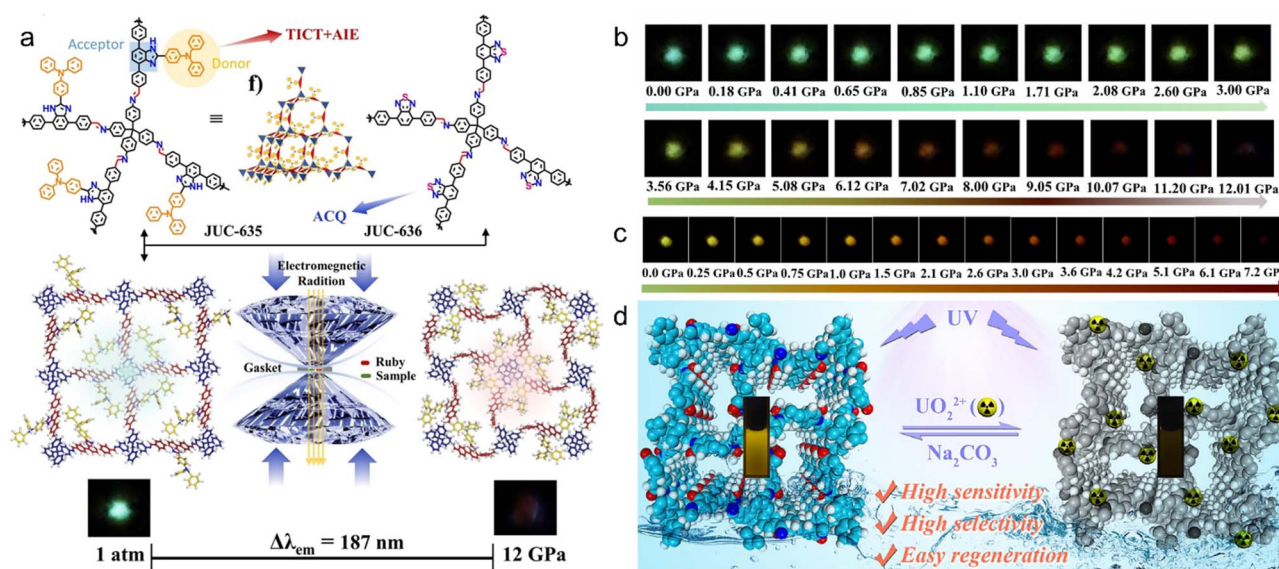 a
Acceptor
TICT+AIE
Donor
f)
≡
ACQ
JUC-635
JUC-636
Electromagnetic
Radition
Gasket
Ruby
Sample
1 atm
Δλem = 187 nm
12 GPa
b
0.00 GPa 0.18 GPa 0.41 GPa 0.65 GPa 0.85 GPa 1.10 GPa 1.71 GPa 2.08 GPa 2.60 GPa 3.00 GPa
3.56 GPa 4.15 GPa 5.08 GPa 6.12 GPa 7.02 GPa 8.00 GPa 9.05 GPa 10.07 GPa 11.20 GPa 12.01 GPa
c
0.0 GPa 0.25 GPa 0.5 GPa 0.75 GPa 1.0 GPa 1.5 GPa 2.1 GPa 2.6 GPa 3.0 GPa 3.6 GPa 4.2 GPa 5.1 GPa 6.1 GPa 7.2 GPa
d
UV
UO₂²⁺ ( )
Na₂CO₃
High sensitivity
High selectivity
Easy regeneration